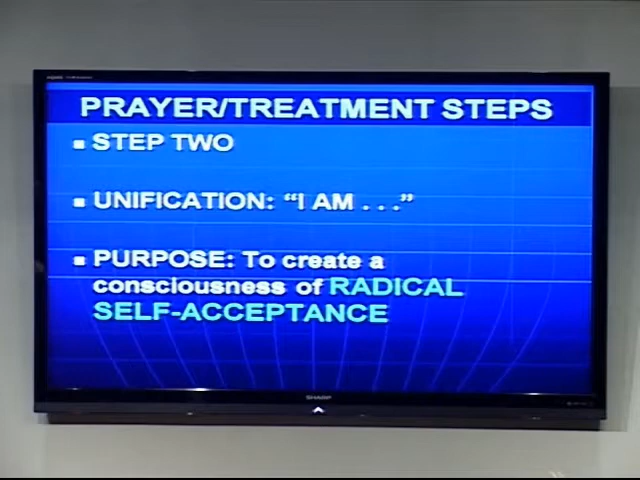 PRAYER/TREATMENT STEPS
▪ STEP TWO
▪ UNIFICATION: “I AM . . .”
▪ PURPOSE: To create a
consciousness of RADICAL
SELF-ACCEPTANCE
SHARP